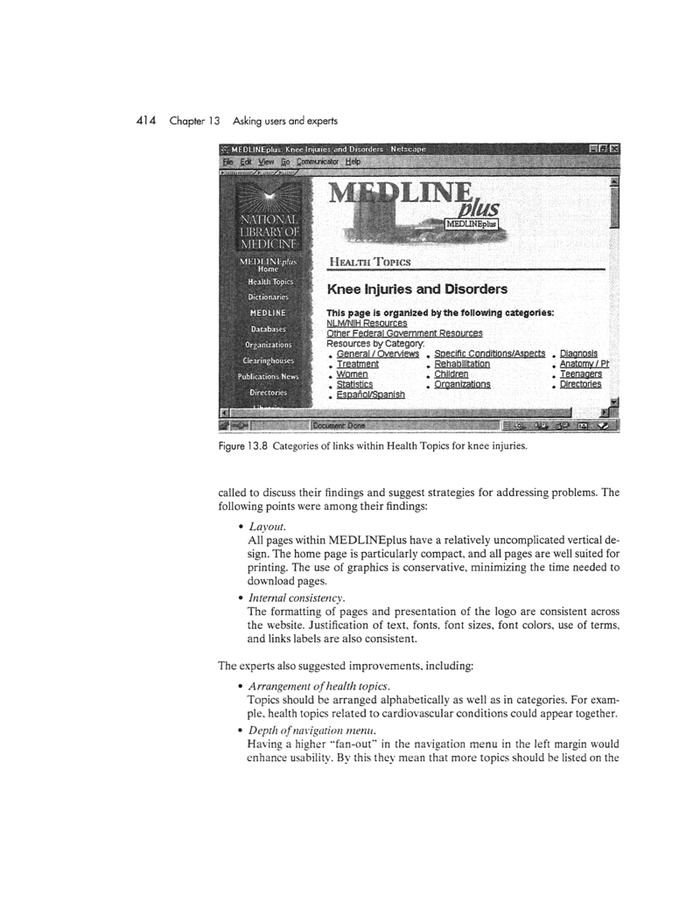 414 Chapter 13 Asking users and experts
MEDLINEplus: Knee Injuries and Disorders - Netscape
File Edit View Go Communicator Help
NATIONAL
LIBRARY OF
MEDICINE
MEDLINEplus
Home
Health Topics
Dictionaries
MEDLINE
Databases
Organizations
Clearinghouses
Publications/News
Directories
MEDLINE
plus
MEDLINEplus
HEALTH TOPICS
Knee Injuries and Disorders
This page is organized by the following categories:
NLM/NIH Resources
Other Federal Government Resources
Resources by Category:
• General / Overviews • Specific Conditions/Aspects • Diagnosis
• Treatment • Rehabilitation • Anatomy / Ph
• Women • Children • Teenagers
• Statistics • Organizations • Directories
• Español/Spanish
Document: Done
Figure 13.8 Categories of links within Health Topics for knee injuries.
called to discuss their findings and suggest strategies for addressing problems. The
following points were among their findings:
• Layout.
All pages within MEDLINEplus have a relatively uncomplicated vertical de-
sign. The home page is particularly compact, and all pages are well suited for
printing. The use of graphics is conservative, minimizing the time needed to
download pages.
• Internal consistency.
The formatting of pages and presentation of the logo are consistent across
the website. Justification of text, fonts, font sizes, font colors, use of terms,
and links labels are also consistent.
The experts also suggested improvements, including:
• Arrangement of health topics.
Topics should be arranged alphabetically as well as in categories. For exam-
ple, health topics related to cardiovascular conditions could appear together.
• Depth of navigation menu.
Having a higher “fan-out” in the navigation menu in the left margin would
enhance usability. By this they mean that more topics should be listed on the